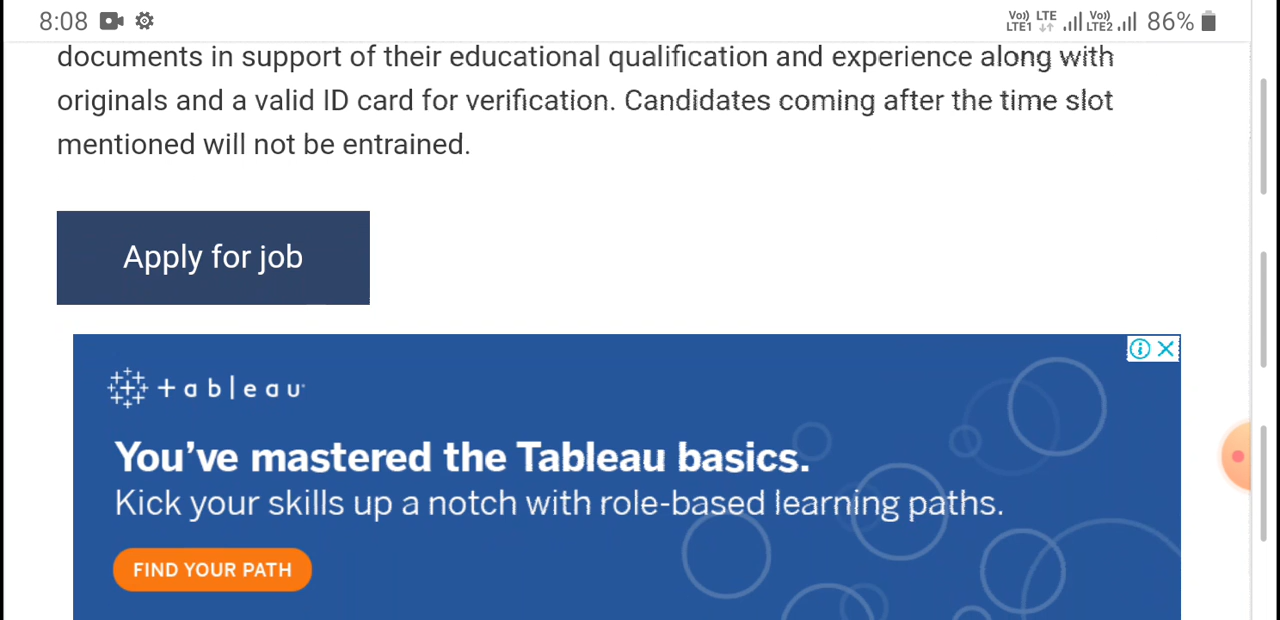 8:08 Vo)) LTE1 LTE Vo)) LTE2 86%
documents in support of their educational qualification and experience along with
originals and a valid ID card for verification. Candidates coming after the time slot
mentioned will not be entrained.
Apply for job
+ a b | e a u
You’ve mastered the Tableau basics.
Kick your skills up a notch with role-based learning paths.
FIND YOUR PATH